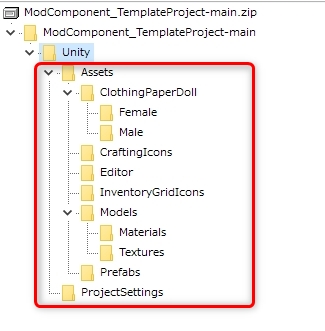 ModComponent_TemplateProject-main.zip
ModComponent_TemplateProject-main
Unity
Assets
ClothingPaperDoll
Female
Male
CraftingIcons
Editor
InventoryGridIcons
Models
Materials
Textures
Prefabs
ProjectSettings